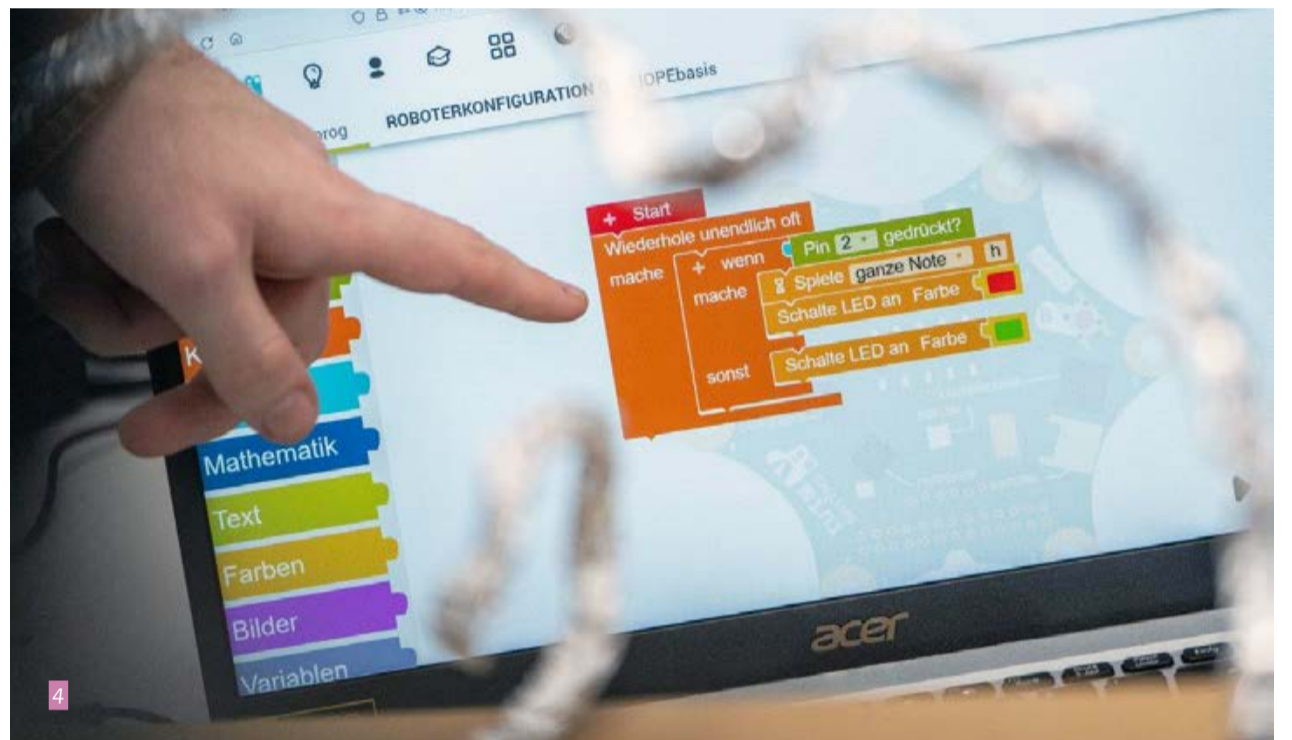 prog ROBOTERKONFIGURATION OPEbasis
+ Start
Wiederhole unendlich oft
mache + wenn Pin 2 gedrückt?
mache Spiele ganze Note h
Schalte LED an Farbe
sonst Schalte LED an Farbe
K
Mathematik
Text
Farben
Bilder
Variablen
acer
4